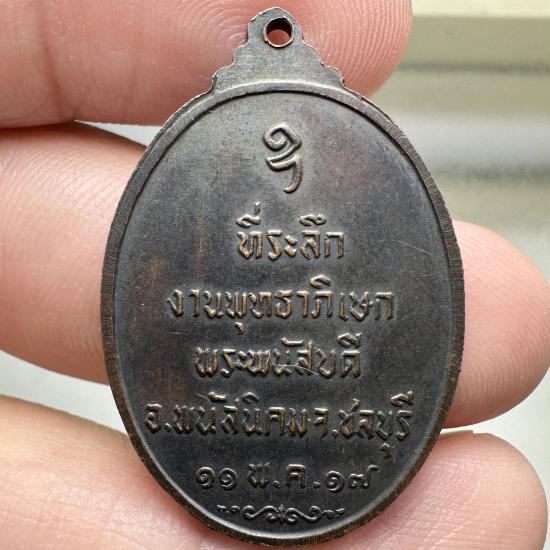 ที่ระลึก
งานพุทธาภิเษก
พระพนัสบดี
อ.พนัสนิคม จ.ชลบุรี
๑๑ พ.ค.๑๗